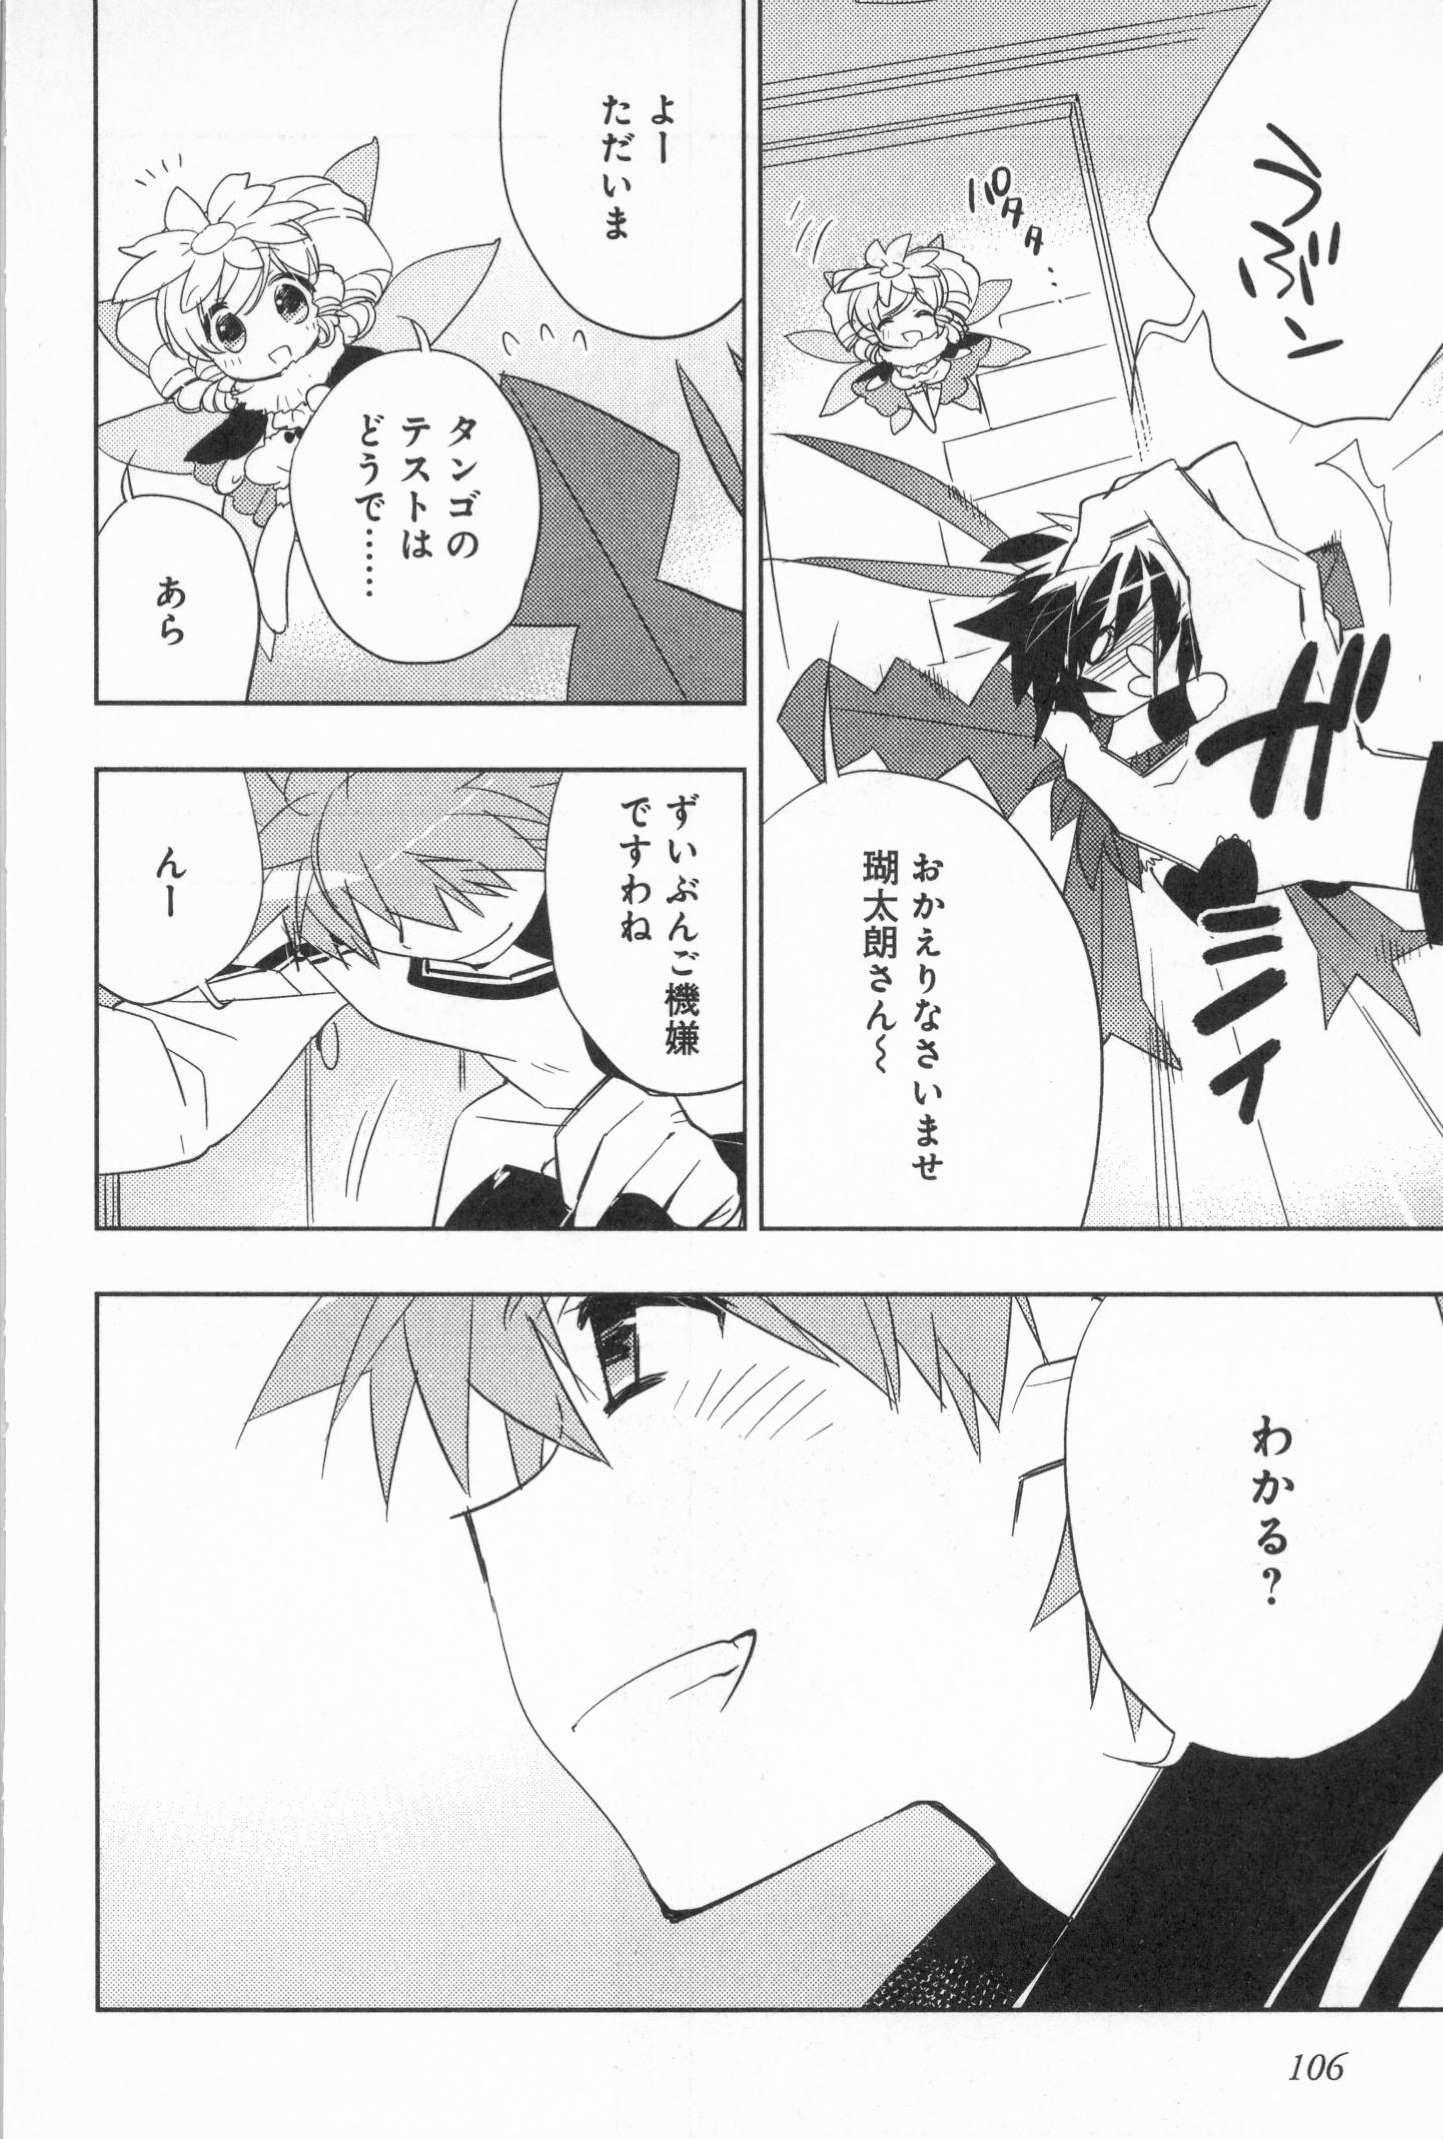 うぶン
パタタ…
ガ
ニィ
おかえりなさいませ
瑚太朗さん〜
よー
ただいま
タンゴの
テストは
どうで……
あら
ずいぶんご機嫌
ですわね
んー
わかる?
106